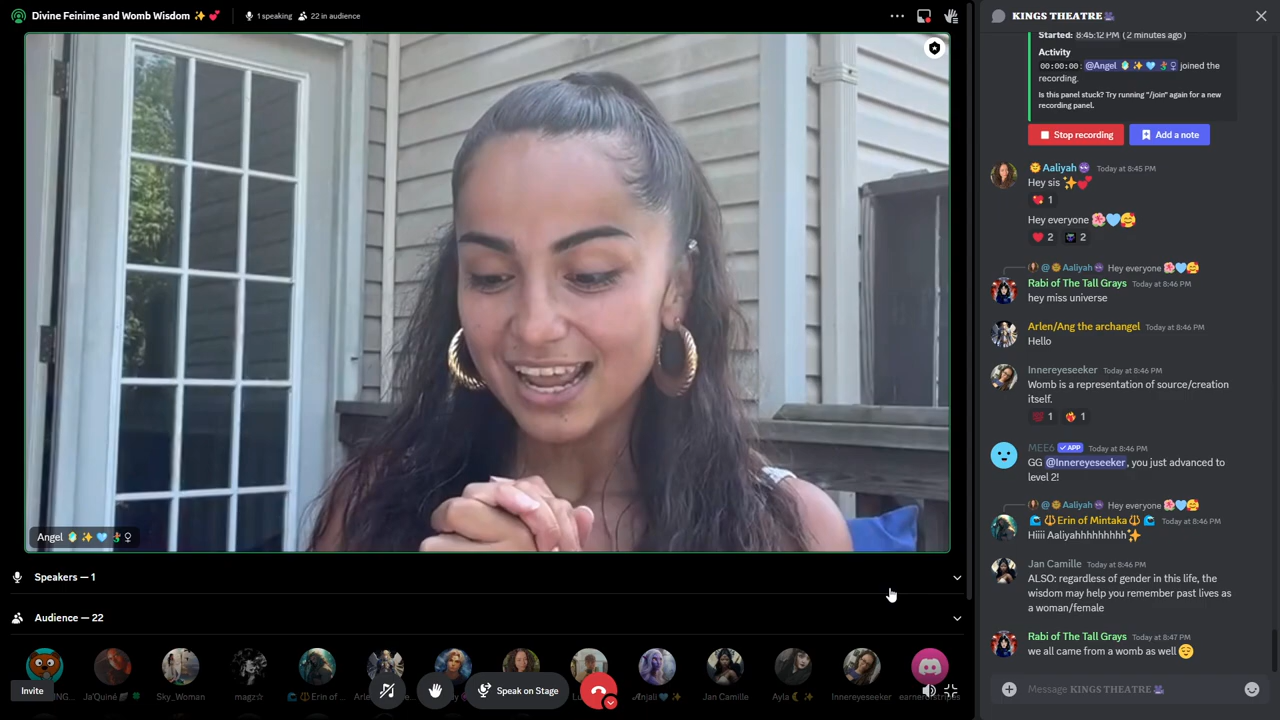 Divine Feinime and Womb Wisdom ✨ 💕
1 speaking
22 in audience
KINGS THEATRE
Started: 8:45:12 PM (2 minutes ago)
Activity
00:00:00: @Angel joined the
recording.
Is this panel stuck? Try running "/join" again for a new
recording panel.
Stop recording
Add a note
Aaliyah Today at 8:45 PM
Hey sis ✨💕
1
Hey everyone 🌸🩵🥰
2 2
@ Aaliyah Hey everyone 🌸🩵🥰
Rabi of The Tall Grays Today at 8:46 PM
hey miss universe
Arlen/Ang the archangel Today at 8:46 PM
Hello
Innereyeseeker Today at 8:46 PM
Womb is a representation of source/creation
itself.
1 1
MEE6 ✓ APP Today at 8:46 PM
GG @Innereyeseeker, you just advanced to
level 2!
@ Aaliyah Hey everyone 🌸🩵🥰
🌊 🔱 Erin of Mintaka 🔱 🌊 Today at 8:46 PM
Hiiii Aaliyahhhhhhhhh✨
Jan Camille Today at 8:46 PM
ALSO: regardless of gender in this life, the
wisdom may help you remember past lives as
a woman/female
Rabi of The Tall Grays Today at 8:47 PM
we all came from a womb as well 😌
Message KINGS THEATRE
Angel
Speakers — 1
Audience — 22
Invite
Ja'Quine
Sky_Woman
magz☆
Erin of ...
Speak on Stage
Anjali
Jan Camille
Ayla
Innereyeseeker